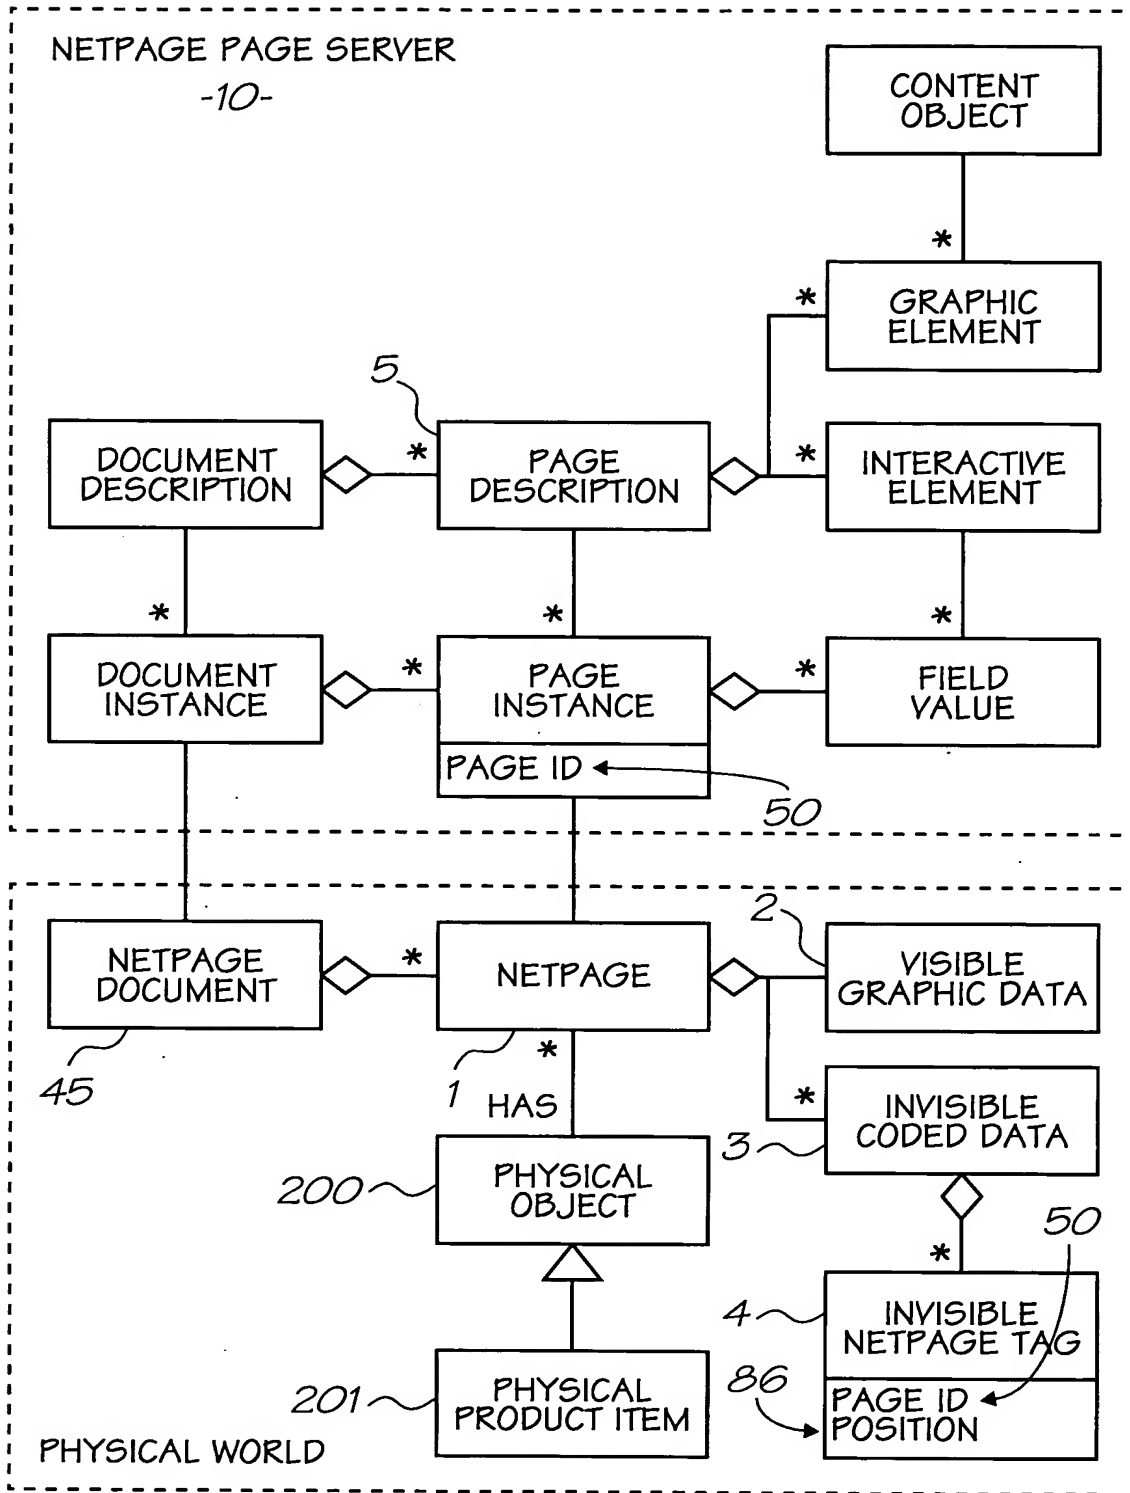 NETPAGE PAGE SERVER
-10-
CONTENT
OBJECT
*
*
GRAPHIC
ELEMENT
5
DOCUMENT
DESCRIPTION
*
PAGE
DESCRIPTION
*
INTERACTIVE
ELEMENT
*
*
*
DOCUMENT
INSTANCE
*
PAGE
INSTANCE
*
FIELD
VALUE
PAGE ID
50
NETPAGE
DOCUMENT
*
NETPAGE
2
VISIBLE
GRAPHIC DATA
45
1
*
HAS
*
3
INVISIBLE
CODED DATA
200
PHYSICAL
OBJECT
50
*
4
INVISIBLE
NETPAGE TAG
201
PHYSICAL
PRODUCT ITEM
86
PAGE ID
POSITION
PHYSICAL WORLD